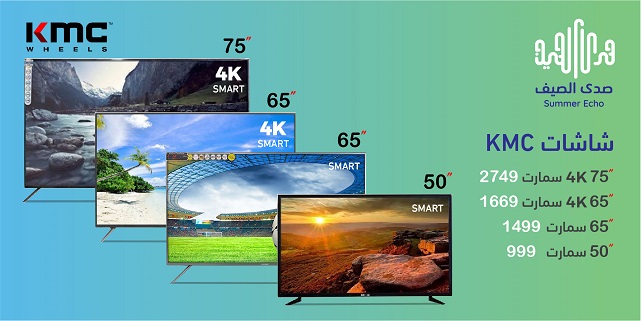 KMC
WHEELS
صدى الصيف
Summer Echo
شاشات KMC
75″ 4K سمارت 2749
65″ 4K سمارت 1669
65″ سمارت 1499
50″ سمارت 999
75″
4K
SMART
65″
4K
SMART
65″
SMART
50″
SMART